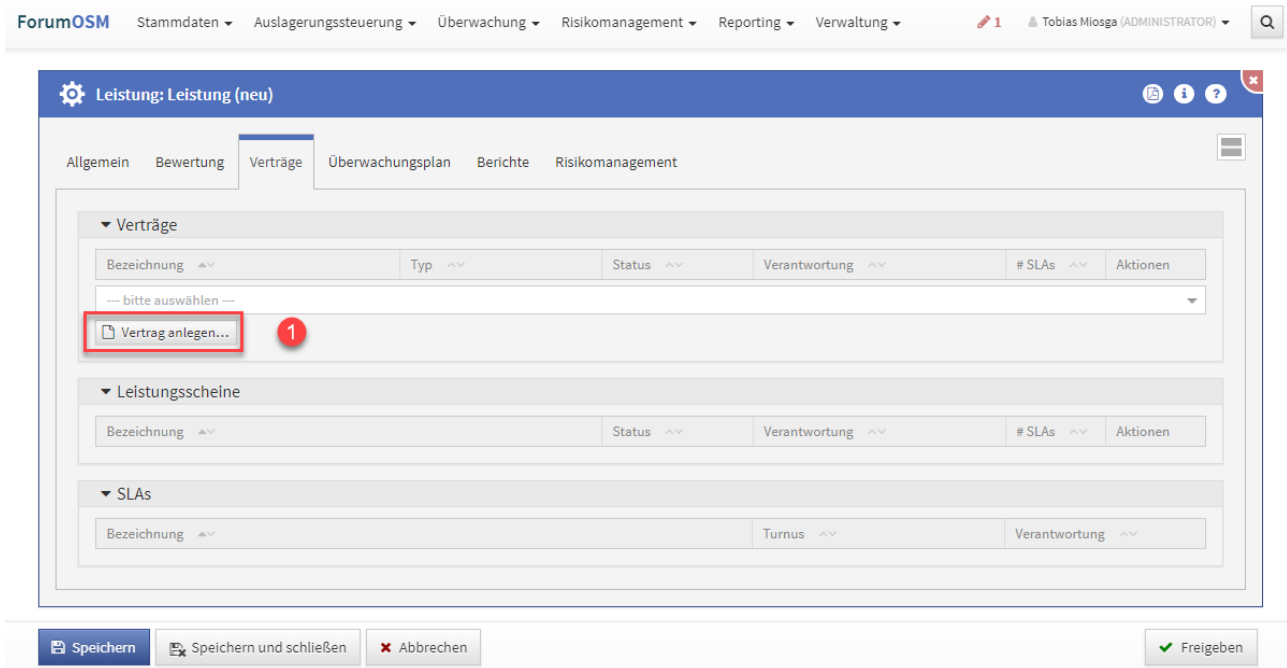 ForumOSM Stammdaten Auslagerungssteuerung Überwachung Risikomanagement Reporting Verwaltung 1 Tobias Miosga (ADMINISTRATOR)
Leistung: Leistung (neu)
Allgemein Bewertung Verträge Überwachungsplan Berichte Risikomanagement
Verträge
Bezeichnung Typ Status Verantwortung # SLAs Aktionen
--- bitte auswählen ---
Vertrag anlegen... 1
Leistungsscheine
Bezeichnung Status Verantwortung # SLAs Aktionen
SLAs
Bezeichnung Turnus Verantwortung
Speichern Speichern und schließen Abbrechen Freigeben